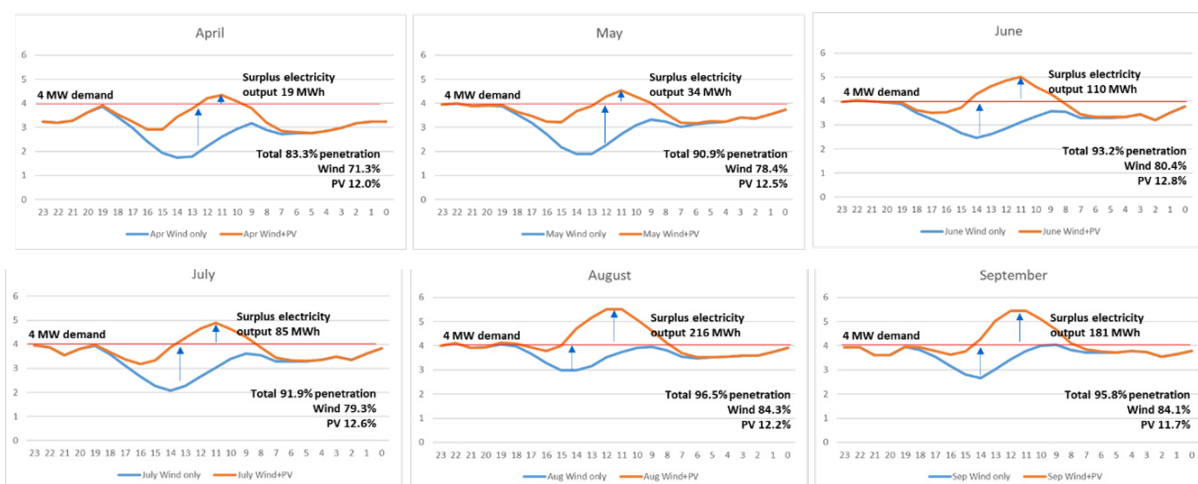 April
6
5
4
3
2
1
0
4 MW demand
Surplus electricity
output 19 MWh
Total 83.3% penetration
Wind 71.3%
PV 12.0%
23 22 21 20 19 18 17 16 15 14 13 12 11 10 9 8 7 6 5 4 3 2 1 0
Apr Wind only Apr Wind+PV
May
6
5
4
3
2
1
0
4 MW demand
Surplus electricity
output 34 MWh
Total 90.9% penetration
Wind 78.4%
PV 12.5%
23 22 21 20 19 18 17 16 15 14 13 12 11 10 9 8 7 6 5 4 3 2 1 0
May Wind only May Wind+PV
June
6
5
4
3
2
1
0
4 MW demand
Surplus electricity
output 110 MWh
Total 93.2% penetration
Wind 80.4%
PV 12.8%
23 22 21 20 19 18 17 16 15 14 13 12 11 10 9 8 7 6 5 4 3 2 1 0
June Wind only June Wind+PV
July
6
5
4
3
2
1
0
4 MW demand
Surplus electricity
output 85 MWh
Total 91.9% penetration
Wind 79.3%
PV 12.6%
23 22 21 20 19 18 17 16 15 14 13 12 11 10 9 8 7 6 5 4 3 2 1 0
July Wind only July Wind+PV
August
6
5
4
3
2
1
0
4 MW demand
Surplus electricity
output 216 MWh
Total 96.5% penetration
Wind 84.3%
PV 12.2%
23 22 21 20 19 18 17 16 15 14 13 12 11 10 9 8 7 6 5 4 3 2 1 0
Aug Wind only Aug Wind+PV
September
6
5
4
3
2
1
0
4 MW demand
Surplus electricity
output 181 MWh
Total 95.8% penetration
Wind 84.1%
PV 11.7%
23 22 21 20 19 18 17 16 15 14 13 12 11 10 9 8 7 6 5 4 3 2 1 0
Sep Wind only Sep Wind+PV